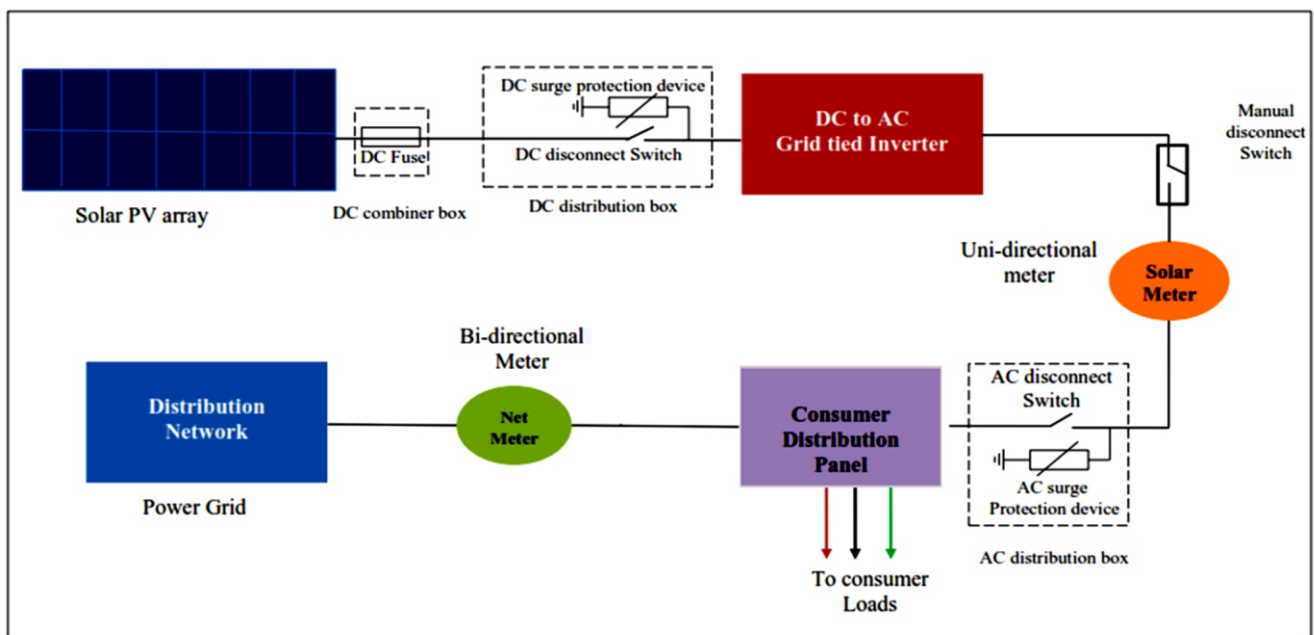 DC surge protection device
DC Fuse
DC disconnect Switch
DC to AC
Grid tied Inverter
Manual
disconnect
Switch
Solar PV array
DC combiner box
DC distribution box
Uni-directional
meter
Solar
Meter
Bi-directional
Meter
Distribution
Network
Net
Meter
Consumer
Distribution
Panel
AC disconnect
Switch
AC surge
Protection device
Power Grid
To consumer
Loads
AC distribution box